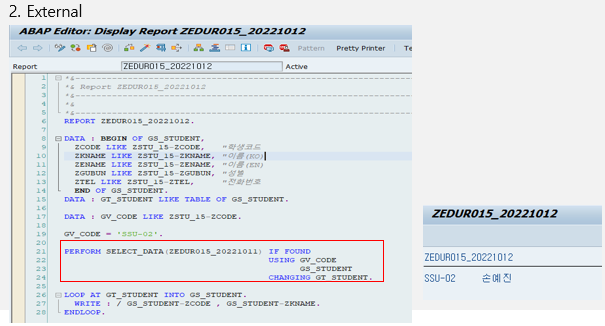 2. External
ABAP Editor: Display Report ZEDUR015_20221012
Pattern Pretty Printer Te
Report ZEDUR015_20221012 Active
1 *&---------------------------------------------------------------------
2 *& Report ZEDUR015_20221012
3 *&---------------------------------------------------------------------
4 *&
5 *&---------------------------------------------------------------------
6 REPORT ZEDUR015_20221012.
7
8 DATA : BEGIN OF GS_STUDENT,
9 ZCODE LIKE ZSTU_15-ZCODE, "학생코드
10 ZKNAME LIKE ZSTU_15-ZKNAME, "이름(KO)
11 ZENAME LIKE ZSTU_15-ZENAME, "이름(EN)
12 ZGUBUN LIKE ZSTU_15-ZGUBUN, "성별
13 ZTEL LIKE ZSTU_15-ZTEL, "전화번호
14 END OF GS_STUDENT.
15 DATA : GT_STUDENT LIKE TABLE OF GS_STUDENT.
16
17 DATA : GV_CODE LIKE ZSTU_15-ZCODE.
18
19 GV_CODE = 'SSU-02'.
20
21 PERFORM SELECT_DATA(ZEDUR015_20221011) IF FOUND
22 USING GV_CODE
23 GS_STUDENT
24 CHANGING GT_STUDENT.
25
26 LOOP AT GT_STUDENT INTO GS_STUDENT.
27 WRITE : / GS_STUDENT-ZCODE , GS_STUDENT-ZKNAME.
28 ENDLOOP.
ZEDUR015_20221012
ZEDUR015_20221012
SSU-02 손예진